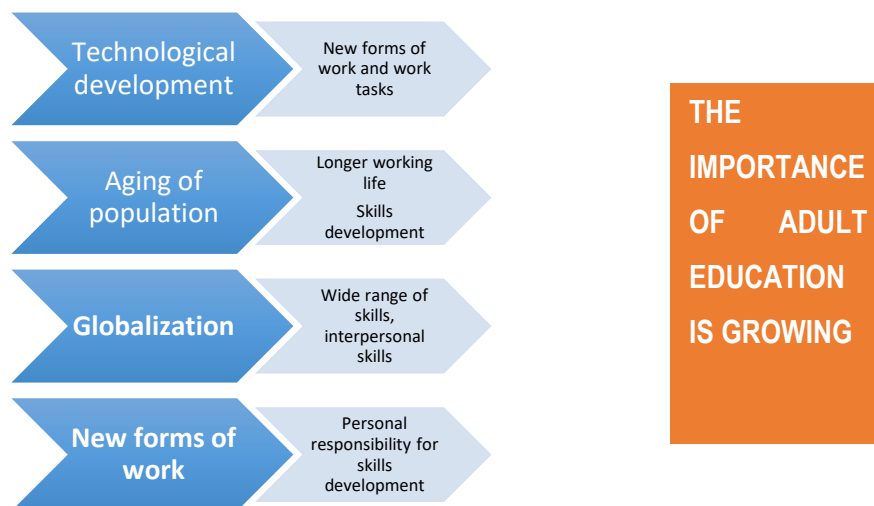 Technological
development
New forms of
work and work
tasks
Aging of
population
Longer working
life
Skills
development
Globalization
Wide range of
skills,
interpersonal
skills
New forms of
work
Personal
responsibility for
skills
development
THE
IMPORTANCE
OF ADULT
EDUCATION
IS GROWING